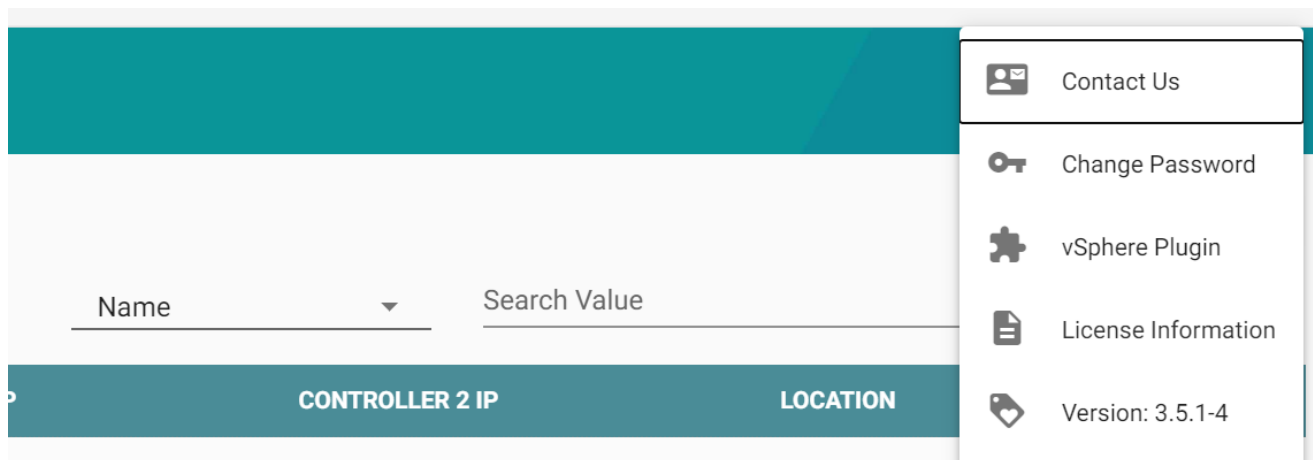 Contact Us
Change Password
vSphere Plugin
License Information
Version: 3.5.1-4
Name
Search Value
CONTROLLER 2 IP
LOCATION